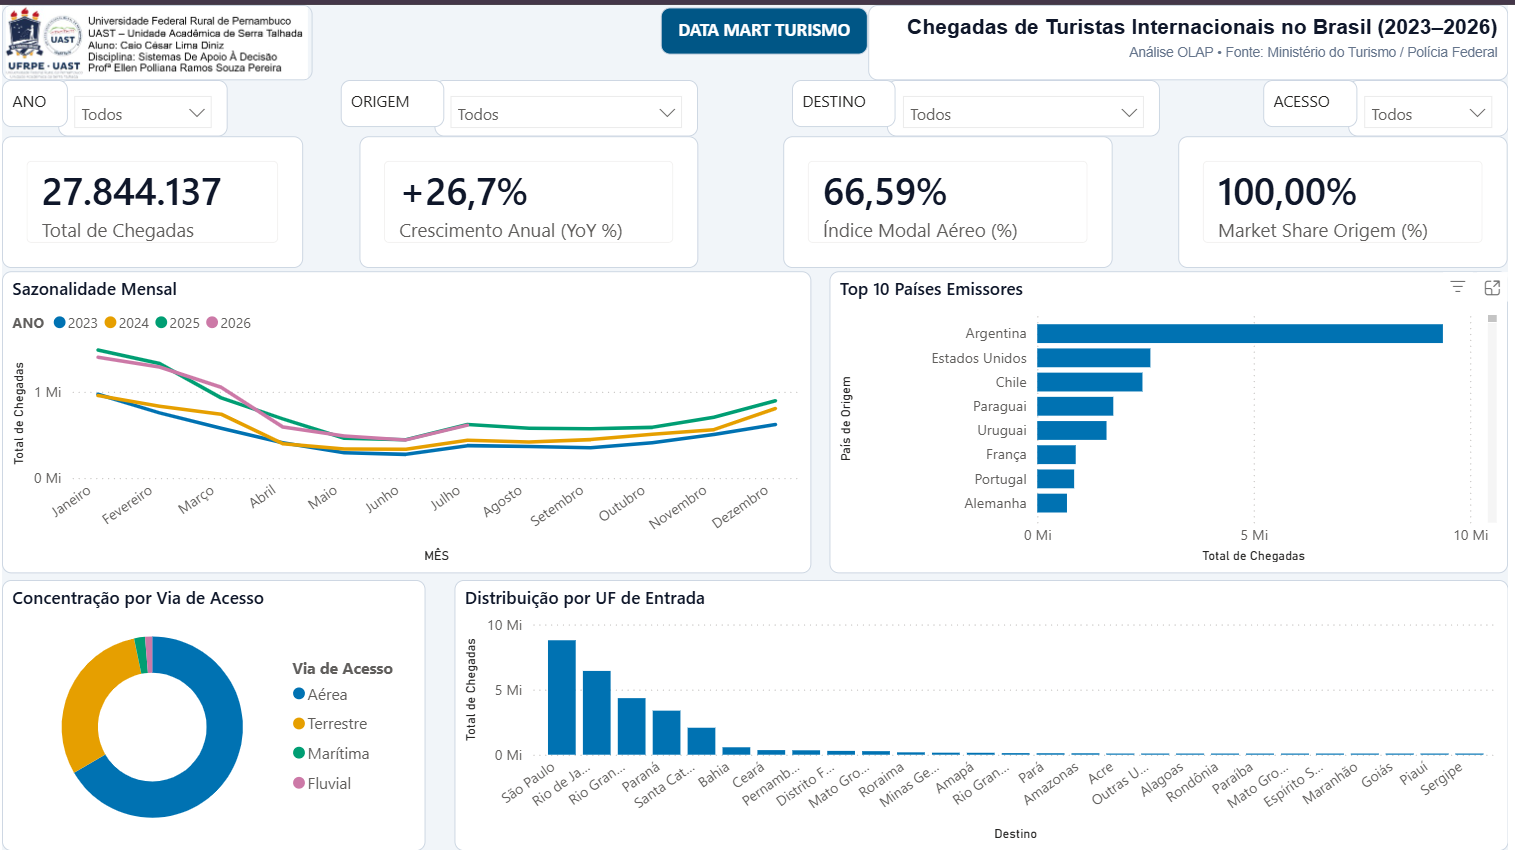 Universidade Federal Rural de Pernambuco
UAST – Unidade Acadêmica de Serra Talhada
Aluno: Caio César Lima Diniz
Disciplina: Sistemas De Apoio À Decisão
Profª Ellen Polliana Ramos Souza Pereira
UAST
UFRPE · UAST
DATA MART TURISMO
Chegadas de Turistas Internacionais no Brasil (2023–2026)
Análise OLAP • Fonte: Ministério do Turismo / Polícia Federal
ANO
Todos
ORIGEM
Todos
DESTINO
Todos
ACESSO
Todos
27.844.137
Total de Chegadas
+26,7%
Crescimento Anual (YoY %)
66,59%
Índice Modal Aéreo (%)
100,00%
Market Share Origem (%)
Sazonalidade Mensal
ANO 2023 2024 2025 2026
Total de Chegadas
1 Mi
0 Mi
Janeiro
Fevereiro
Março
Abril
Maio
Junho
Julho
Agosto
Setembro
Outubro
Novembro
Dezembro
MÊS
Top 10 Países Emissores
País de Origem
Argentina
Estados Unidos
Chile
Paraguai
Uruguai
França
Portugal
Alemanha
0 Mi
5 Mi
10 Mi
Total de Chegadas
Concentração por Via de Acesso
Via de Acesso
Aérea
Terrestre
Marítima
Fluvial
Distribuição por UF de Entrada
Total de Chegadas
10 Mi
5 Mi
0 Mi
São Paulo
Rio de Ja...
Rio Gran...
Paraná
Santa Cat...
Bahia
Ceará
Pernamb...
Distrito F...
Mato Gro...
Roraima
Minas Ge...
Amapá
Rio Gran...
Pará
Amazonas
Acre
Outras U...
Alagoas
Rondônia
Paraíba
Mato Gro...
Espírito S...
Maranhão
Goiás
Piauí
Sergipe
Destino